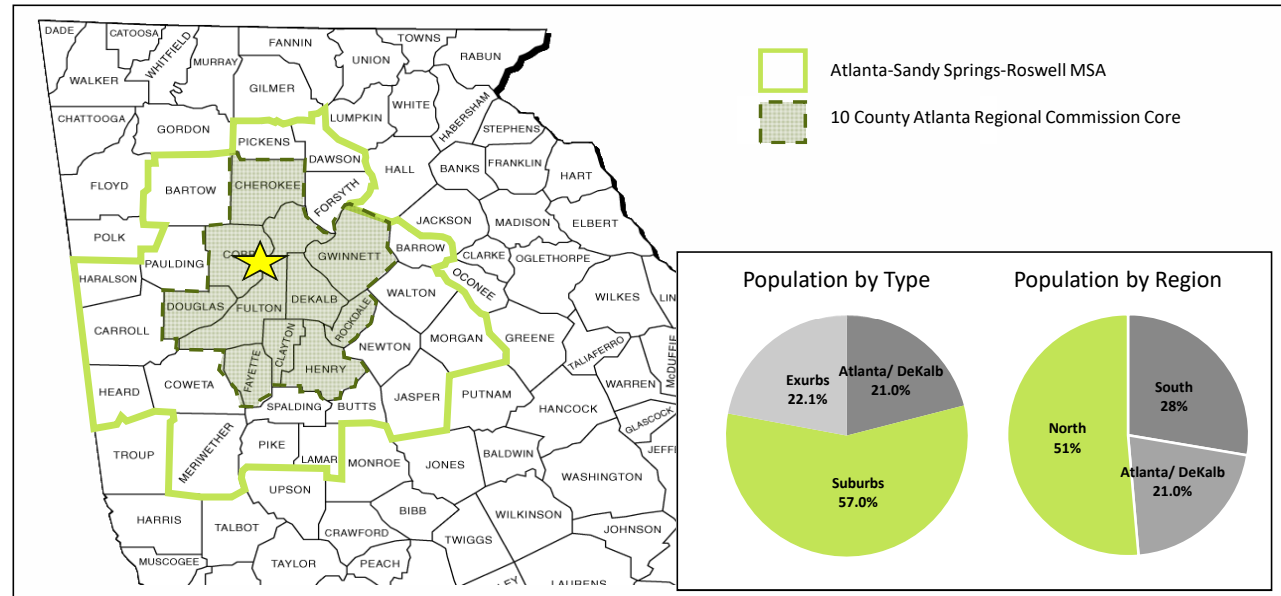 DADE
CATOOSA
WHITFIELD
MURRAY
FANNIN
UNION
TOWNS
RABUN
WALKER
GILMER
WHITE
HABERSHAM
LUMPKIN
STEPHENS
CHATTOOGA
GORDON
PICKENS
DAWSON
HALL
BANKS
FRANKLIN
HART
FLOYD
BARTOW
CHEROKEE
FORSYTH
JACKSON
MADISON
ELBERT
POLK
PAULDING
GWINNETT
BARROW
CLARKE
OGLETHORPE
HARALSON
OCONEE
DOUGLAS
FULTON
DEKALB
ROCKDALE
WALTON
WILKES
CARROLL
CLAYTON
NEWTON
MORGAN
GREENE
TALIAFERRO
McDUFFIE
HEARD
COWETA
FAYETTE
HENRY
JASPER
PUTNAM
WARREN
SPALDING
BUTTS
HANCOCK
GLASCOCK
TROUP
MERIWETHER
PIKE
LAMAR
MONROE
JONES
BALDWIN
WASHINGTON
UPSON
HARRIS
TALBOT
CRAWFORD
BIBB
WILKINSON
TWIGGS
JOHNSON
MUSCOGEE
TAYLOR
PEACH
Atlanta-Sandy Springs-Roswell MSA
10 County Atlanta Regional Commission Core
Population by Type
Exurbs
22.1%
Atlanta/ DeKalb
21.0%
Suburbs
57.0%
Population by Region
North
51%
South
28%
Atlanta/ DeKalb
21.0%